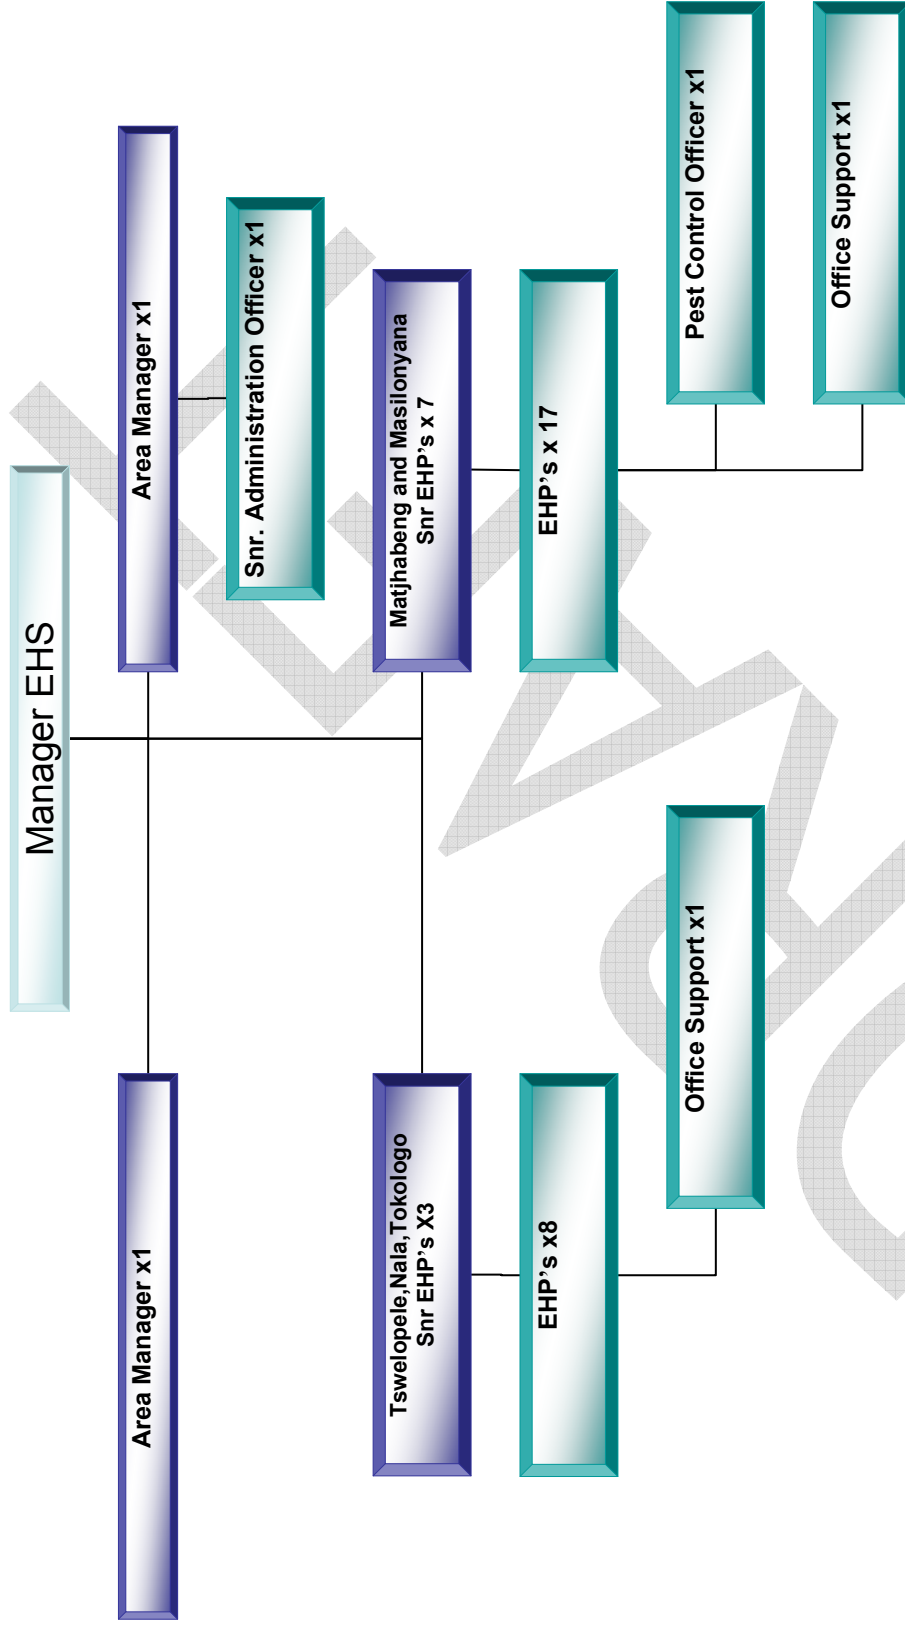 Manager EHS
Area Manager x1
Area Manager x1
Snr. Administration Officer x1
Tswelopele,Nala,Tokologo
Snr EHP's X3
Matjhabeng and Masilonyana
Snr EHP's x 7
EHP's x8
EHP's x 17
Office Support x1
Pest Control Officer x1
Office Support x1